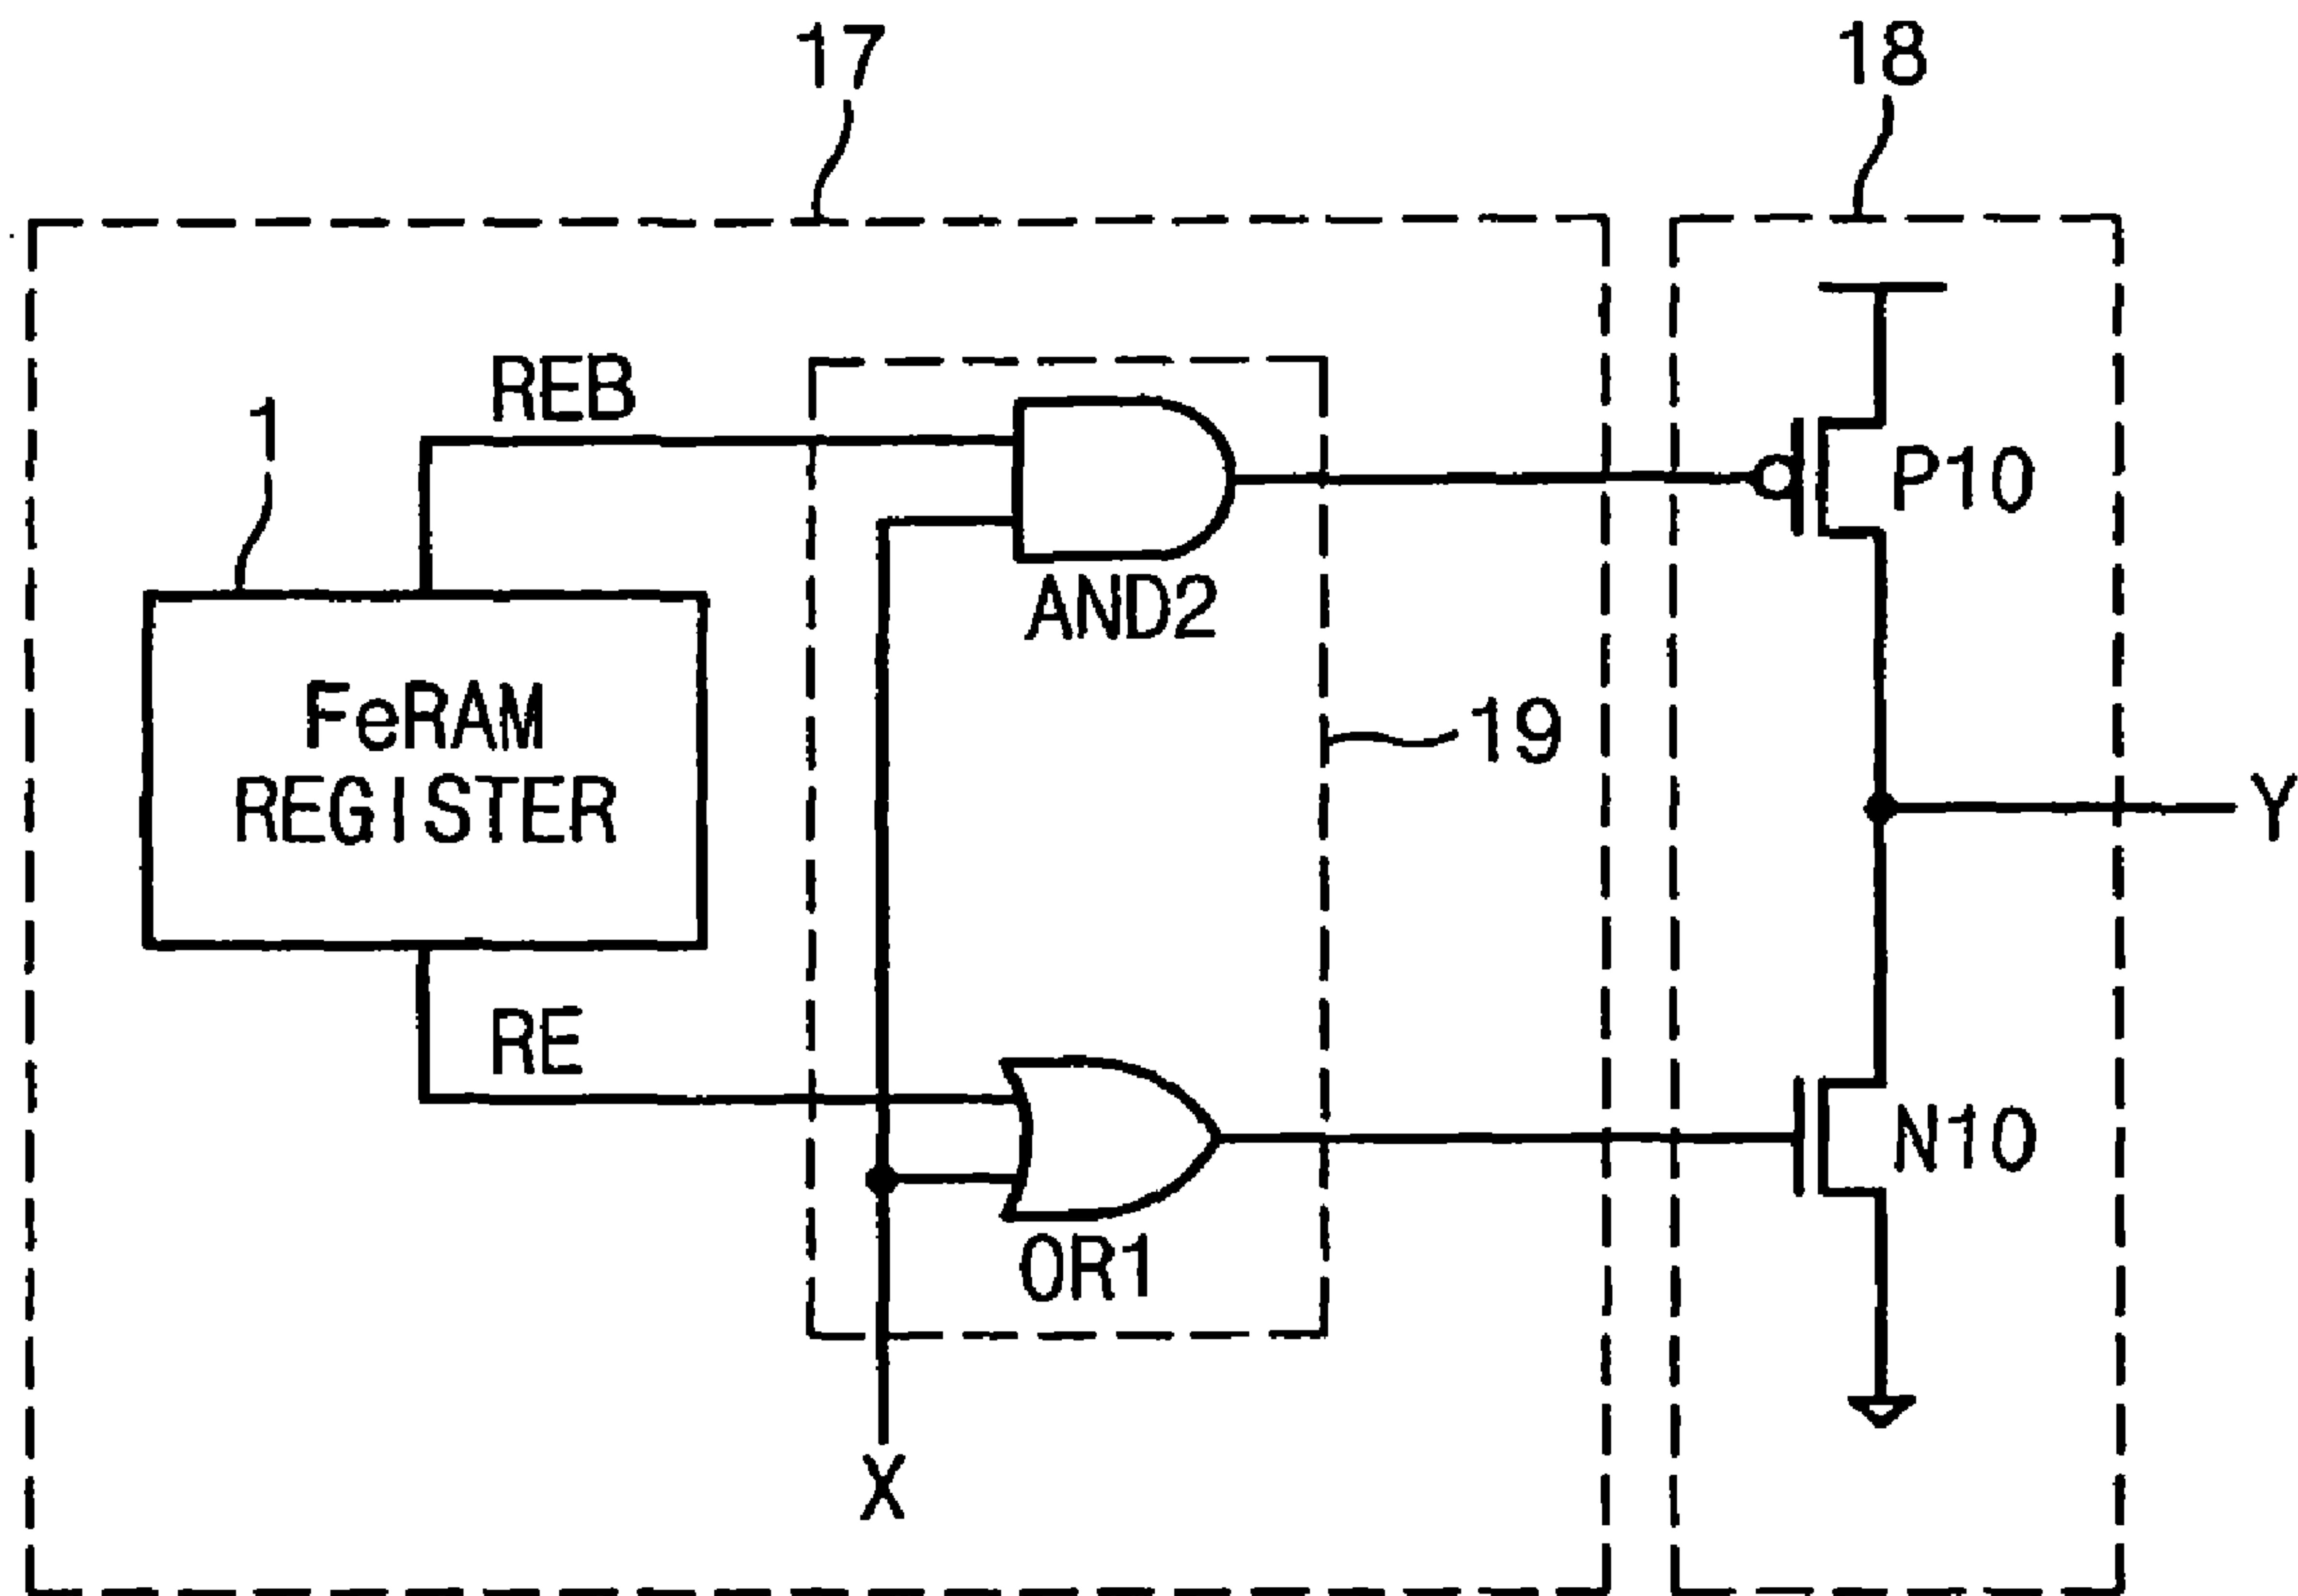 17
18
REB
1
P10
AND2
FeRAM
REGISTER
19
Y
RE
N10
OR1
X